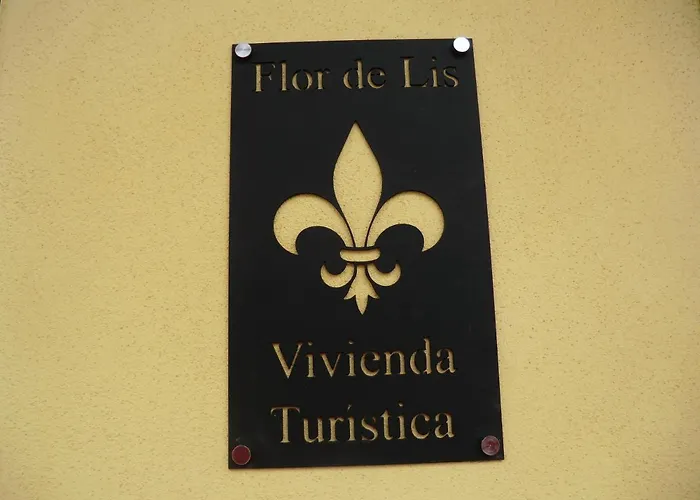 Flor de Lis
Vivienda
Turística